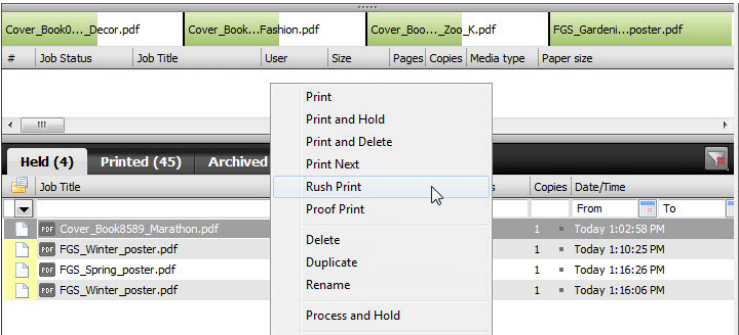 Cover_Book0..._Decor.pdf Cover_Book...Fashion.pdf Cover_Boo..._Zoo_K.pdf FGS_Gardeni...poster.pdf
# Job Status Job Title User Size Pages Copies Media type Paper size
Print
Print and Hold
Print and Delete
Held (4) Printed (45) Archived Print Next
Job Title Rush Print s Copies Date/Time
Proof Print From To
PDF Cover_Book8589_Marathon.pdf 1 Today 1:02:58 PM
Delete
PDF FGS_Winter_poster.pdf 1 Today 1:10:25 PM
Duplicate
PDF FGS_Spring_poster.pdf 1 Today 1:16:26 PM
Rename
PDF FGS_Winter_poster.pdf 1 Today 1:16:06 PM
Process and Hold